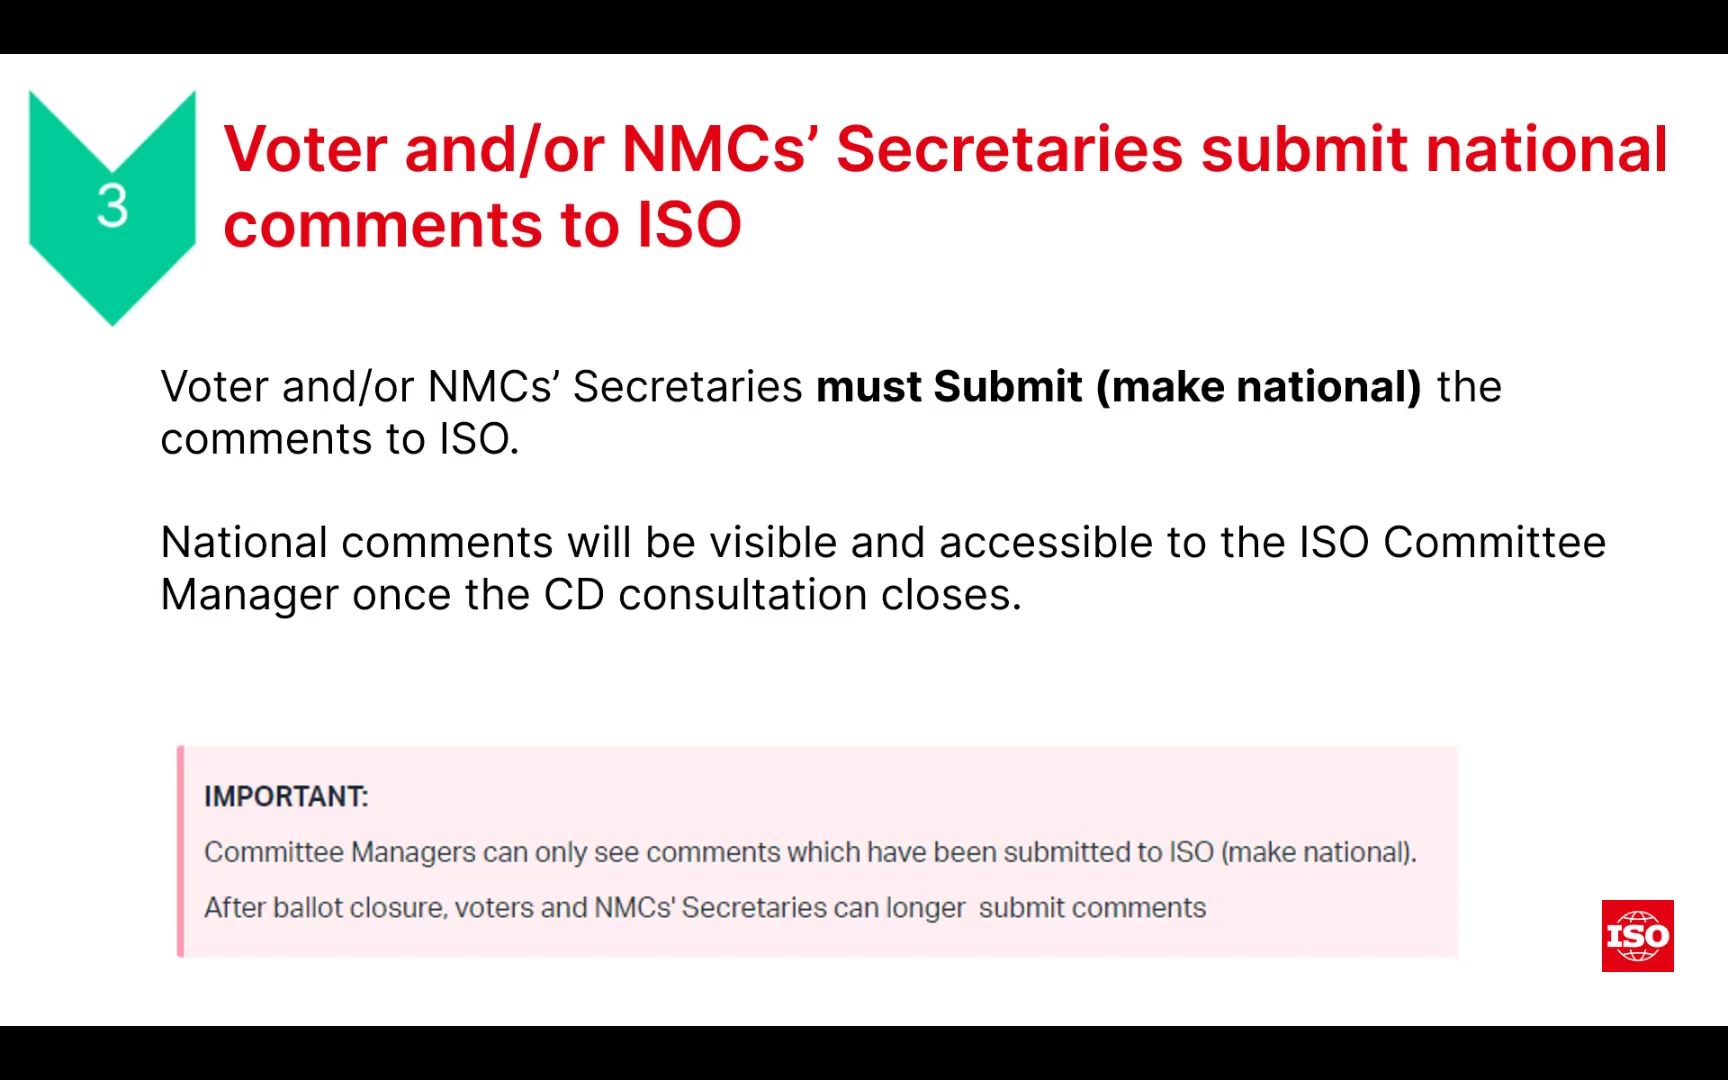 3
Voter and/or NMCs’ Secretaries submit national
comments to ISO
Voter and/or NMCs’ Secretaries must Submit (make national) the
comments to ISO.
National comments will be visible and accessible to the ISO Committee
Manager once the CD consultation closes.
IMPORTANT:
Committee Managers can only see comments which have been submitted to ISO (make national).
After ballot closure, voters and NMCs' Secretaries can longer  submit comments
ISO